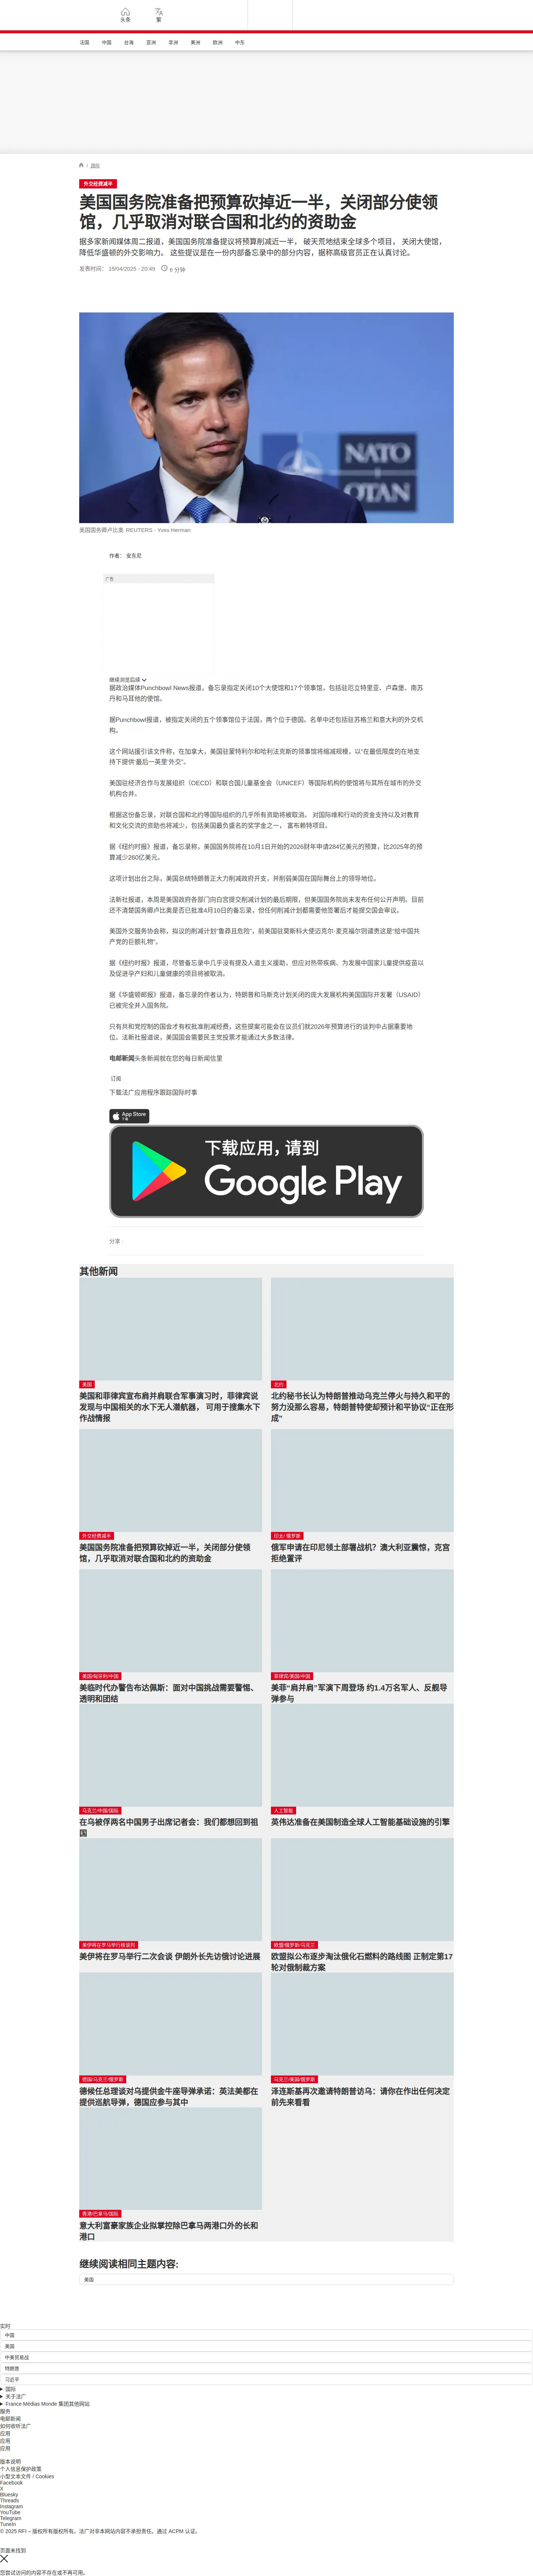 头条
繁
法国
中国
台海
亚洲
非洲
美洲
欧洲
中东
/ 国际
外交经费减半
美国国务院准备把预算砍掉近一半，关闭部分使领
馆，几乎取消对联合国和北约的资助金
据多家新闻媒体周二报道，美国国务院准备提议将预算削减近一半， 破天荒地结束全球多个项目， 关闭大使馆，
降低华盛顿的外交影响力。 这些提议是在一份内部备忘录中的部分内容，据称高级官员正在认真讨论。
发表时间： 15/04/2025 - 20:49 6 分钟
NATO
OTAN
美国国务卿卢比奥 REUTERS - Yves Herman
作者： 安东尼
广告
继续浏览后续
据政治媒体Punchbowl News报道，备忘录指定关闭10个大使馆和17个领事馆，包括驻厄立特里亚、卢森堡、南苏
丹和马耳他的使馆。
据Punchbowl报道，被指定关闭的五个领事馆位于法国，两个位于德国。名单中还包括驻苏格兰和意大利的外交机
构。
这个网站援引该文件称，在加拿大，美国驻蒙特利尔和哈利法克斯的领事馆将缩减规模，以“在最低限度的在地支
持下提供‘最后一英里’外交”。
美国驻经济合作与发展组织（OECD）和联合国儿童基金会（UNICEF）等国际机构的使馆将与其所在城市的外交
机构合并。
根据这份备忘录，对联合国和北约等国际组织的几乎所有资助将被取消。 对国际维和行动的资金支持以及对教育
和文化交流的资助也将减少，包括美国最负盛名的奖学金之一， 富布赖特项目。
据《纽约时报》报道，备忘录称，美国国务院将在10月1日开始的2026财年申请284亿美元的预算，比2025年的预
算减少260亿美元。
这项计划出台之际，美国总统特朗普正大力削减政府开支，并削弱美国在国际舞台上的领导地位。
法新社报道，本周是美国政府各部门向白宫提交削减计划的最后期限，但美国国务院尚未发布任何公开声明。目前
还不清楚国务卿卢比奥是否已批准4月10日的备忘录，但任何削减计划都需要他签署后才能提交国会审议。
美国外交服务协会称，拟议的削减计划“鲁莽且危险”，前美国驻莫斯科大使迈克尔·麦克福尔则谴责这是“给中国共
产党的巨额礼物”。
据《纽约时报》报道，尽管备忘录中几乎没有提及人道主义援助，但应对热带疾病、为发展中国家儿童提供疫苗以
及促进孕产妇和儿童健康的项目将被取消。
据《华盛顿邮报》报道，备忘录的作者认为，特朗普和马斯克计划关闭的庞大发展机构美国国际开发署（USAID）
已被完全并入国务院。
只有共和党控制的国会才有权批准削减经费，这些提案可能会在议员们就2026年预算进行的谈判中占据重要地
位。法新社报道说，美国国会需要民主党投票才能通过大多数法律。
电邮新闻头条新闻就在您的每日新闻信里
订阅
下载法广应用程序跟踪国际时事
App Store
下载应用，请到
Google Play
分享 :
其他新闻
美国
美国和菲律宾宣布肩并肩联合军事演习时，菲律宾说
发现与中国相关的水下无人潜航器， 可用于搜集水下
作战情报
北约
北约秘书长认为特朗普推动乌克兰停火与持久和平的
努力没那么容易，特朗普特使却预计和平协议“正在形
成”
外交经费减半
美国国务院准备把预算砍掉近一半，关闭部分使领
馆，几乎取消对联合国和北约的资助金
印太/ 俄罗斯
俄军申请在印尼领土部署战机？澳大利亚震惊，克宫
拒绝置评
美国/匈牙利/中国
美临时代办警告布达佩斯：面对中国挑战需要警惕、
透明和团结
菲律宾/美国/中国
美菲“肩并肩”军演下周登场 约1.4万名军人、反舰导
弹参与
乌克兰/中国/国际
在乌被俘两名中国男子出席记者会：我们都想回到祖
国
人工智能
英伟达准备在美国制造全球人工智能基础设施的引擎
美伊将在罗马举行核谈判
美伊将在罗马举行二次会谈 伊朗外长先访俄讨论进展
欧盟/俄罗斯/乌克兰
欧盟拟公布逐步淘汰俄化石燃料的路线图 正制定第17
轮对俄制裁方案
德国/乌克兰/俄罗斯
德候任总理谈对乌提供金牛座导弹承诺：英法美都在
提供巡航导弹，德国应参与其中
乌克兰/美国/俄罗斯
泽连斯基再次邀请特朗普访乌：请你在作出任何决定
前先来看看
香港/巴拿马/国际
意大利富豪家族企业拟掌控除巴拿马两港口外的长和
港口
继续阅读相同主题内容:
美国
实时
中国
美国
中美贸易战
特朗普
习近平
国际
关于法广
France Médias Monde 集团其他网站
服务
电邮新闻
如何收听法广
应用
应用
应用
版本说明
个人信息保护政策
小型文本文件 / Cookies
Facebook
X
Bluesky
Threads
Instagram
YouTube
Telegram
TuneIn
© 2025 RFI – 版权所有版权所有。法广对非本网站内容不承担责任。通过 ACPM 认证。
页面未找到
您尝试访问的内容不存在或不再可用。